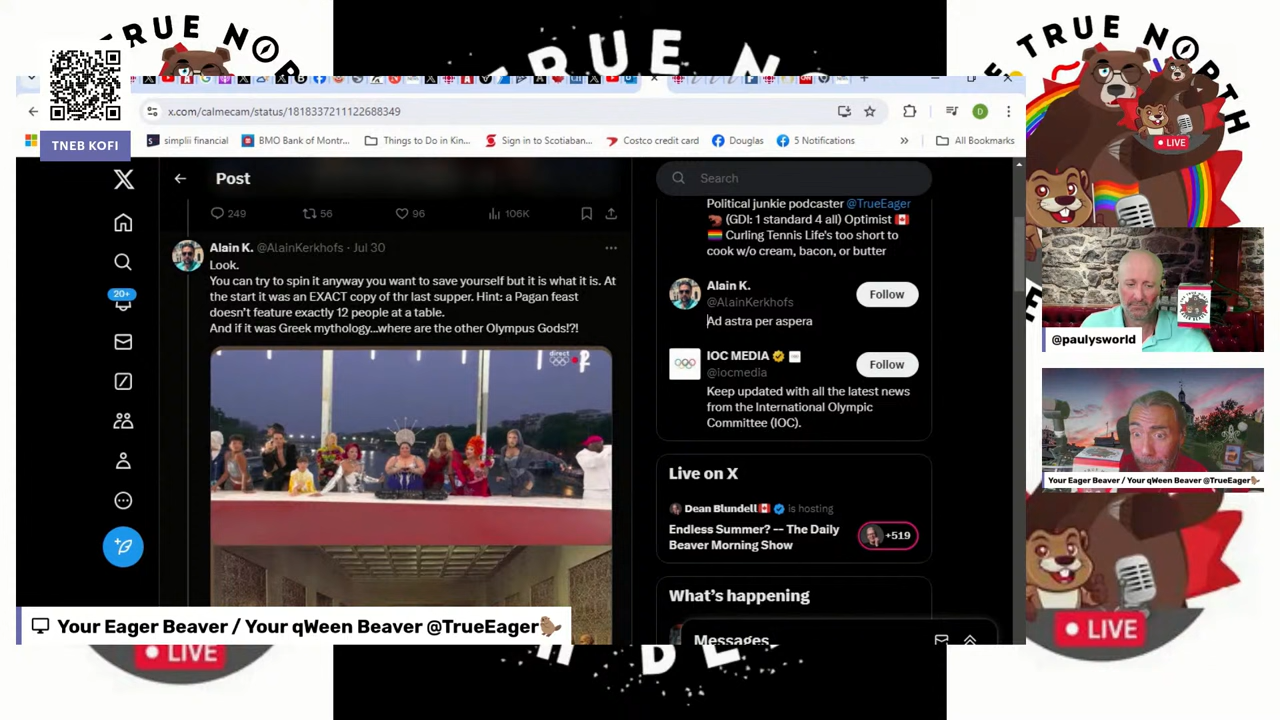 TRUE NO
TRUE N
TRUE NORTH
LIVE
TNEB KOFI
x.com/calmecam/status/1818337211122688349
simplii financial
BMO Bank of Montr...
Things to Do in Kin...
Sign in to Scotiaban...
Costco credit card
Douglas
5 Notifications
»
All Bookmarks
Post
249
56
96
106K
Alain K. @AlainKerkhofs · Jul 30
Look.
You can try to spin it anyway you want to save yourself but it is what it is. At
the start it was an EXACT copy of thr last supper. Hint: a Pagan feast
doesn't feature exactly 12 people at a table.
And if it was Greek mythology...where are the other Olympus Gods!?!
direct
2
20+
Search
Political junkie podcaster @TrueEager
(GDI: 1 standard 4 all) Optimist
Curling Tennis Life's too short to
cook w/o cream, bacon, or butter
Alain K.
@AlainKerkhofs
Follow
Ad astra per aspera
IOC MEDIA
@iocmedia
Follow
Keep updated with all the latest news
from the International Olympic
Committee (IOC).
Live on X
Dean Blundell is hosting
Endless Summer? -- The Daily
Beaver Morning Show
+519
What's happening
Messages
@paulysworld
Your Eager Beaver / Your qWeen Beaver @TrueEager
Your Eager Beaver / Your qWeen Beaver @TrueEager
LIVE
LIVE